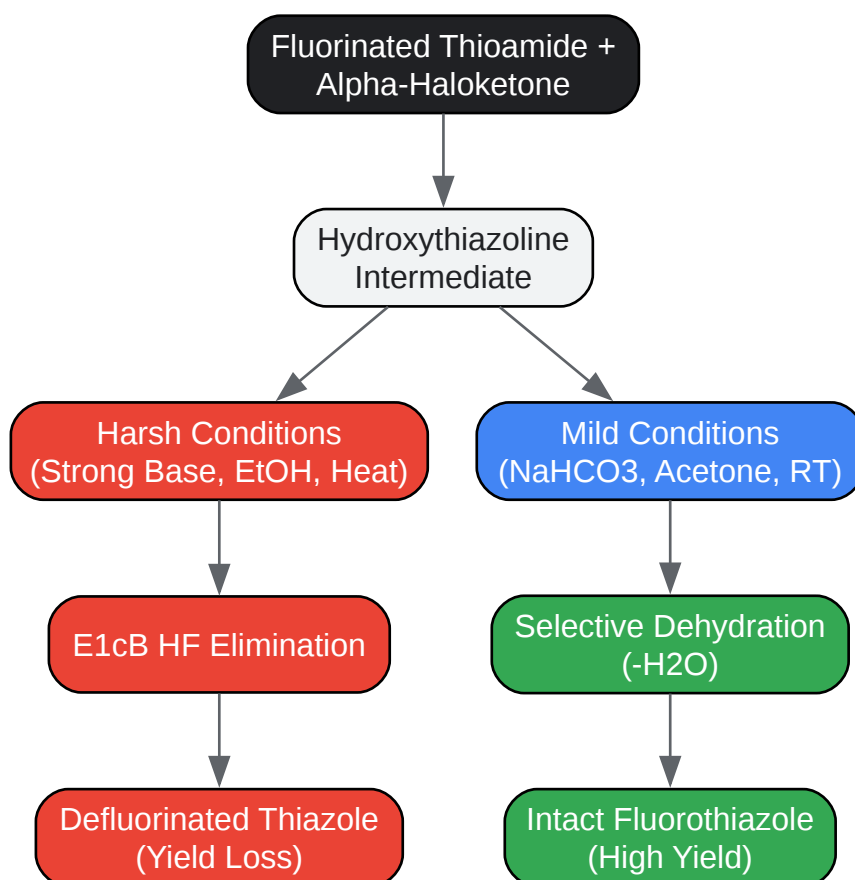 Fluorinated Thioamide +
Alpha-Haloketone
Hydroxythiazoline
Intermediate
Harsh Conditions
(Strong Base, EtOH, Heat)
Mild Conditions
(NaHCO3, Acetone, RT)
E1cB HF Elimination
Selective Dehydration
(-H2O)
Defluorinated Thiazole
(Yield Loss)
Intact Fluorothiazole
(High Yield)